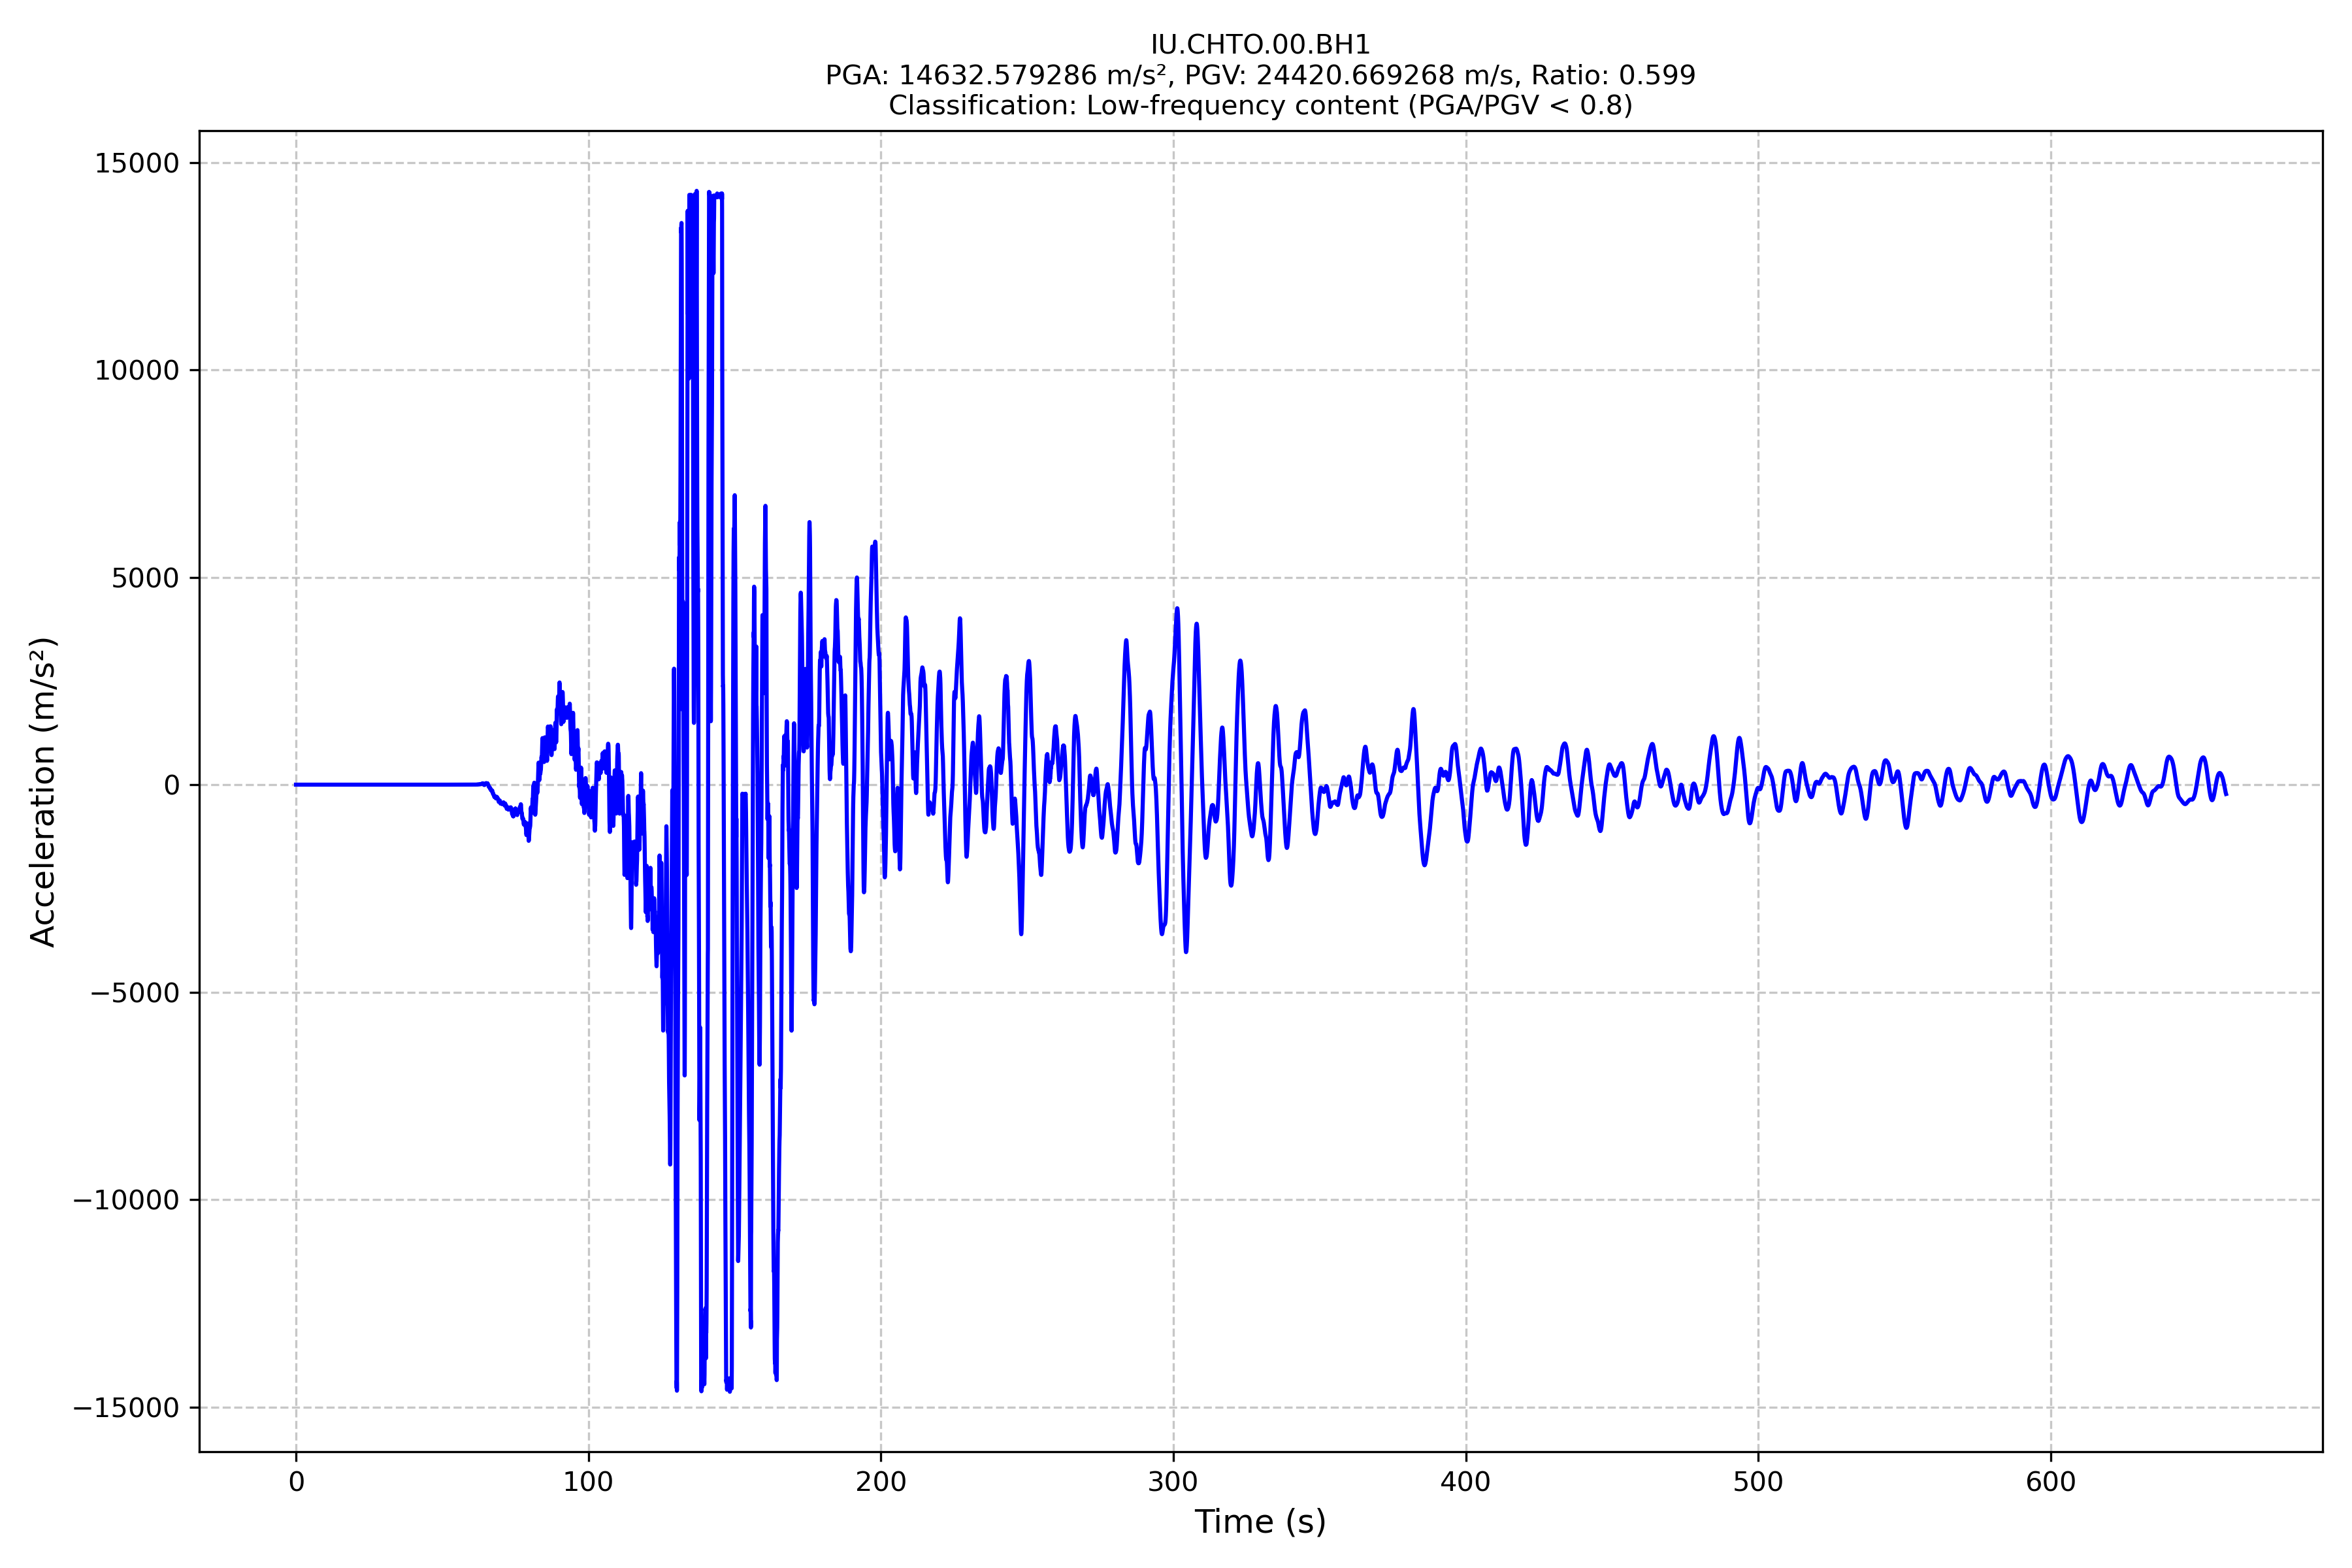 IU.CHTO.00.BH1
PGA: 14632.579286 m/s², PGV: 24420.669268 m/s, Ratio: 0.599
Classification: Low-frequency content (PGA/PGV < 0.8)
15000
10000
5000
0
−5000
−10000
−15000
Acceleration (m/s²)
0 100 200 300 400 500 600
Time (s)